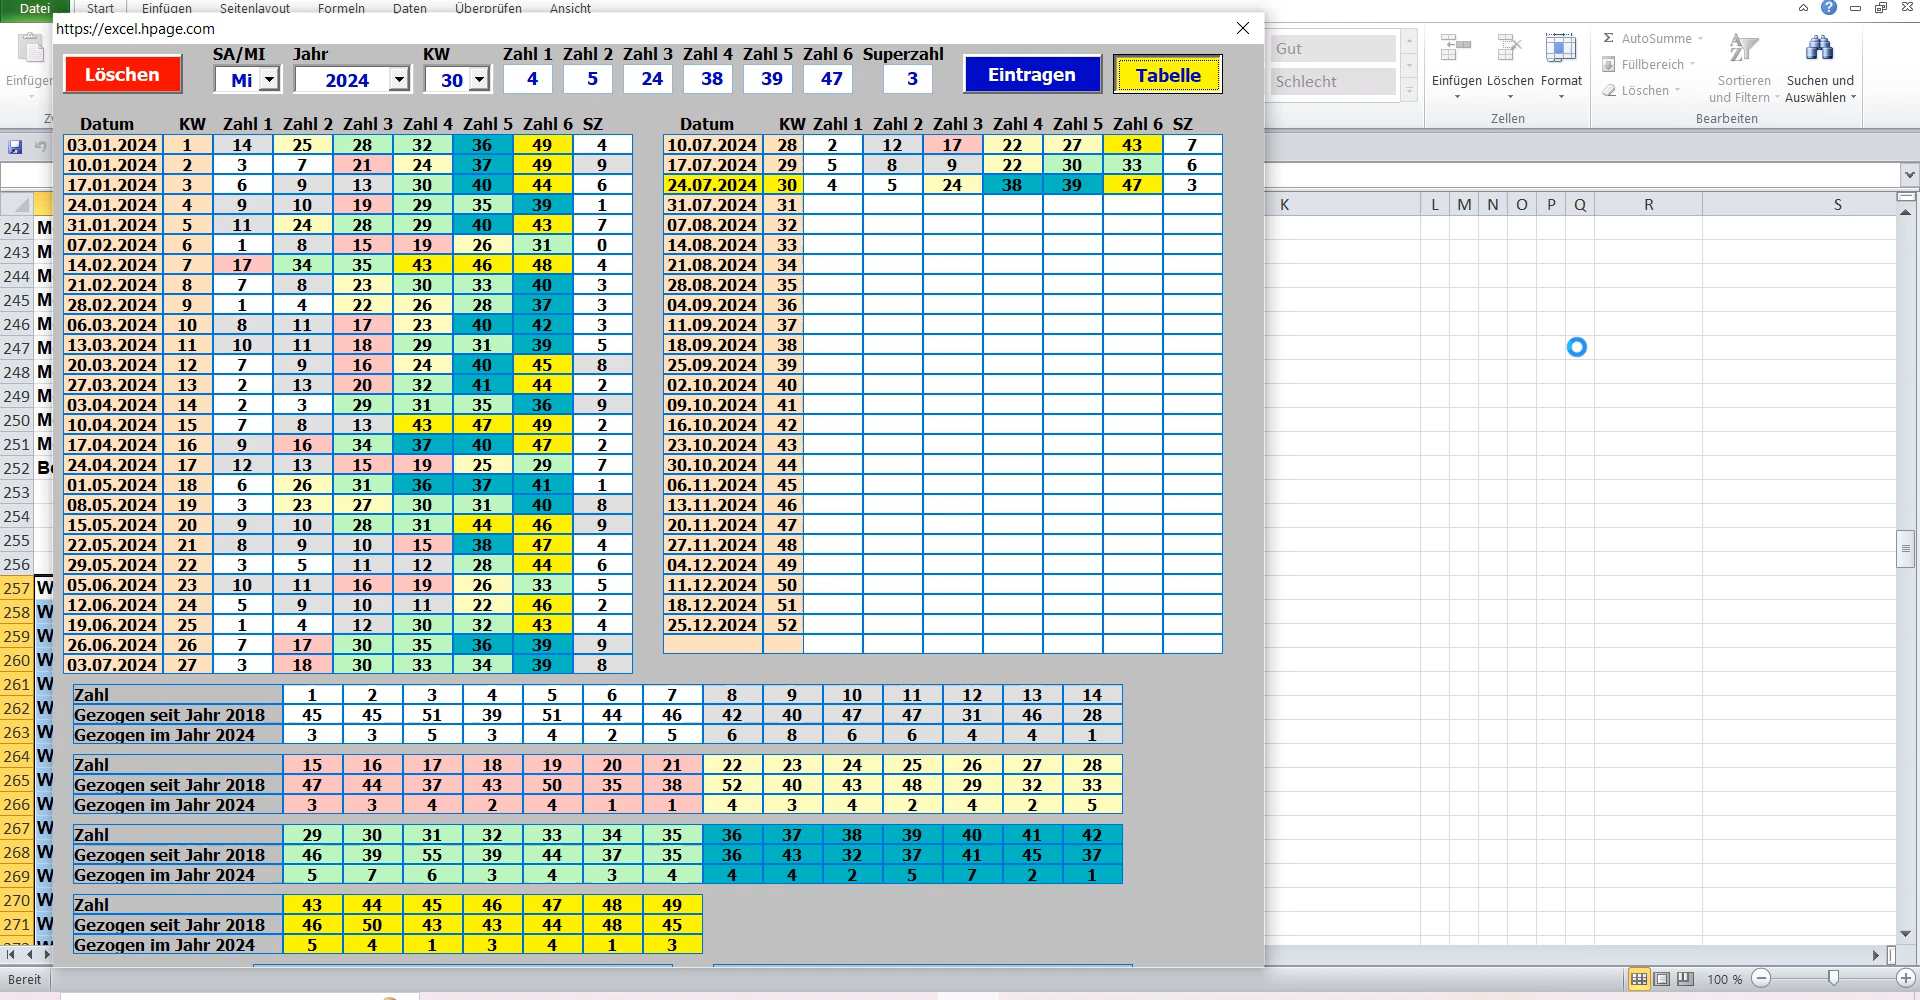 Datei Start Einfügen Seitenlayout Formeln Daten Überprüfen Ansicht
https://excel.hpage.com
Löschen
SA/MI Jahr KW Zahl 1 Zahl 2 Zahl 3 Zahl 4 Zahl 5 Zahl 6 Superzahl
Mi 2024 30 4 5 24 38 39 47 3
Eintragen Tabelle
Gut
Schlecht
Einfügen Löschen Format
Zellen
Σ AutoSumme
Füllbereich
Löschen
Sortieren und Filtern
Suchen und Auswählen
Bearbeiten
Datum KW Zahl 1 Zahl 2 Zahl 3 Zahl 4 Zahl 5 Zahl 6 SZ
03.01.2024 1 14 25 28 32 36 49 4
10.01.2024 2 3 7 21 24 37 49 9
17.01.2024 3 6 9 13 30 40 44 6
24.01.2024 4 9 10 19 29 35 39 1
31.01.2024 5 11 24 28 29 40 43 7
07.02.2024 6 1 8 15 19 26 31 0
14.02.2024 7 17 34 35 43 46 48 4
21.02.2024 8 7 8 23 30 33 40 3
28.02.2024 9 1 4 22 26 28 37 3
06.03.2024 10 8 11 17 23 40 42 3
13.03.2024 11 10 11 18 29 31 39 5
20.03.2024 12 7 9 16 24 40 45 8
27.03.2024 13 2 13 20 32 41 44 2
03.04.2024 14 2 3 29 31 35 36 9
10.04.2024 15 7 8 13 43 47 49 2
17.04.2024 16 9 16 34 37 40 47 2
24.04.2024 17 12 13 15 19 25 29 7
01.05.2024 18 6 26 31 36 37 41 1
08.05.2024 19 3 23 27 30 31 40 8
15.05.2024 20 9 10 28 31 44 46 9
22.05.2024 21 8 9 10 15 38 47 4
29.05.2024 22 3 5 11 12 28 44 6
05.06.2024 23 10 11 16 19 26 33 5
12.06.2024 24 5 9 10 11 22 46 2
19.06.2024 25 1 4 12 30 32 43 4
26.06.2024 26 7 17 30 35 36 39 9
03.07.2024 27 3 18 30 33 34 39 8
Datum KW Zahl 1 Zahl 2 Zahl 3 Zahl 4 Zahl 5 Zahl 6 SZ
10.07.2024 28 2 12 17 22 27 43 7
17.07.2024 29 5 8 9 22 30 33 6
24.07.2024 30 4 5 24 38 39 47 3
31.07.2024 31
07.08.2024 32
14.08.2024 33
21.08.2024 34
28.08.2024 35
04.09.2024 36
11.09.2024 37
18.09.2024 38
25.09.2024 39
02.10.2024 40
09.10.2024 41
16.10.2024 42
23.10.2024 43
30.10.2024 44
06.11.2024 45
13.11.2024 46
20.11.2024 47
27.11.2024 48
04.12.2024 49
11.12.2024 50
18.12.2024 51
25.12.2024 52
Zahl 1 2 3 4 5 6 7 8 9 10 11 12 13 14
Gezogen seit Jahr 2018 45 45 51 39 51 44 46 42 40 47 47 31 46 28
Gezogen im Jahr 2024 3 3 5 3 4 2 5 6 8 6 6 4 4 1
Zahl 15 16 17 18 19 20 21 22 23 24 25 26 27 28
Gezogen seit Jahr 2018 47 44 37 43 50 35 38 52 40 43 48 29 32 33
Gezogen im Jahr 2024 3 3 4 2 4 1 1 4 3 4 2 4 2 5
Zahl 29 30 31 32 33 34 35 36 37 38 39 40 41 42
Gezogen seit Jahr 2018 46 39 55 39 44 37 35 36 43 32 37 41 45 37
Gezogen im Jahr 2024 5 7 6 3 4 3 4 4 4 2 5 7 2 1
Zahl 43 44 45 46 47 48 49
Gezogen seit Jahr 2018 46 50 43 43 44 48 45
Gezogen im Jahr 2024 5 4 1 3 4 1 3
K L M N O P Q R S
242
243
244
245
246
247
248
249
250
251
252
253
254
255
256
257
258
259
260
261
262
263
264
265
266
267
268
269
270
271
Bereit
100 %